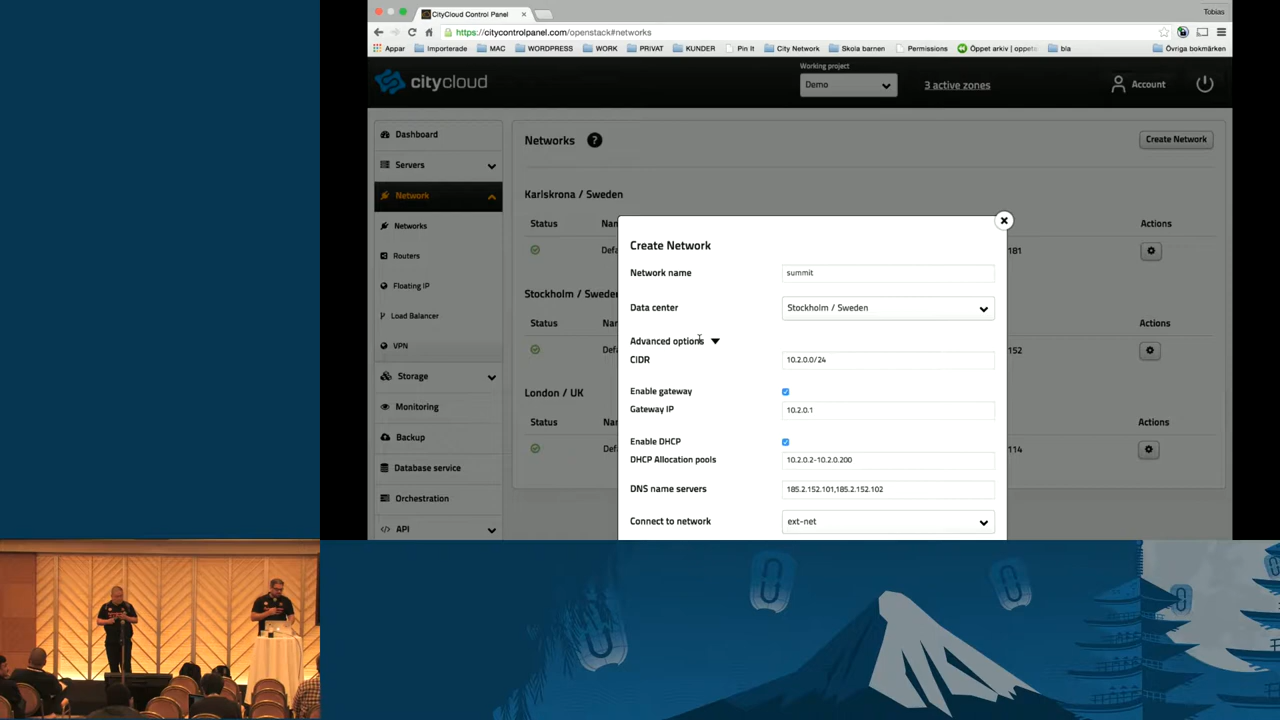 CityCloud Control Panel
Tobias
https://citycontrolpanel.com/openstack#networks
Appar Importerade MAC WORDPRESS WORK PRIVAT KUNDER Pin It City Network Skola barnen Permissions Öppet arkiv | oppeta bla Övriga bokmärken
citycloud
Working project
Demo
3 active zones
Account
Dashboard
Servers
Network
Networks
Routers
Floating IP
Load Balancer
VPN
Storage
Monitoring
Backup
Database service
Orchestration
API
Networks ?
Create Network
Karlskrona / Sweden
Status Nam Actions
Defa 181
Stockholm / Sweden
Status Nam Actions
Defa 152
London / UK
Status Nam Actions
Defa 114
Create Network
Network name summit
Data center Stockholm / Sweden
Advanced options
CIDR 10.2.0.0/24
Enable gateway
Gateway IP 10.2.0.1
Enable DHCP
DHCP Allocation pools 10.2.0.2-10.2.0.200
DNS name servers 185.2.152.101,185.2.152.102
Connect to network ext-net